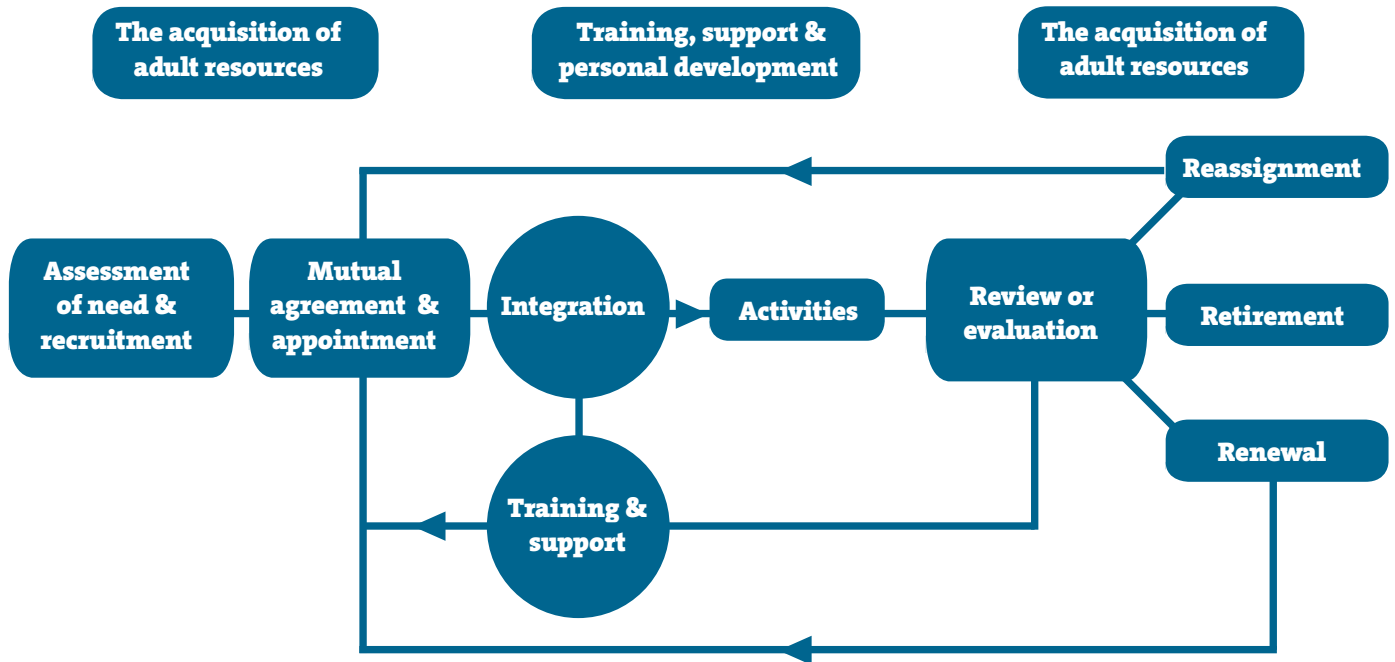 The acquisition of
adult resources
Training, support &
personal development
The acquisition of
adult resources
Reassignment
Assessment
of need &
recruitment
Mutual
agreement &
appointment
Integration
Activities
Review or
evaluation
Retirement
Renewal
Training &
support